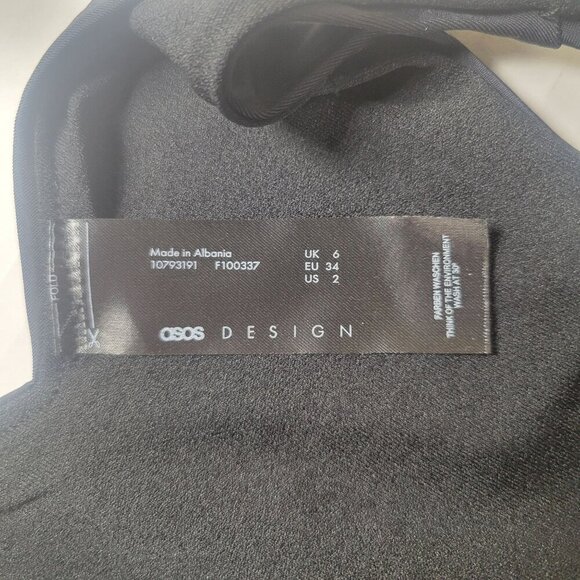 FOLD
Made in Albania
10793191 F100337
UK 6
EU 34
US 2
asos DESIGN
FARBEN WASCHEN
THINK OF THE ENVIRONMENT
WASH AT 30°